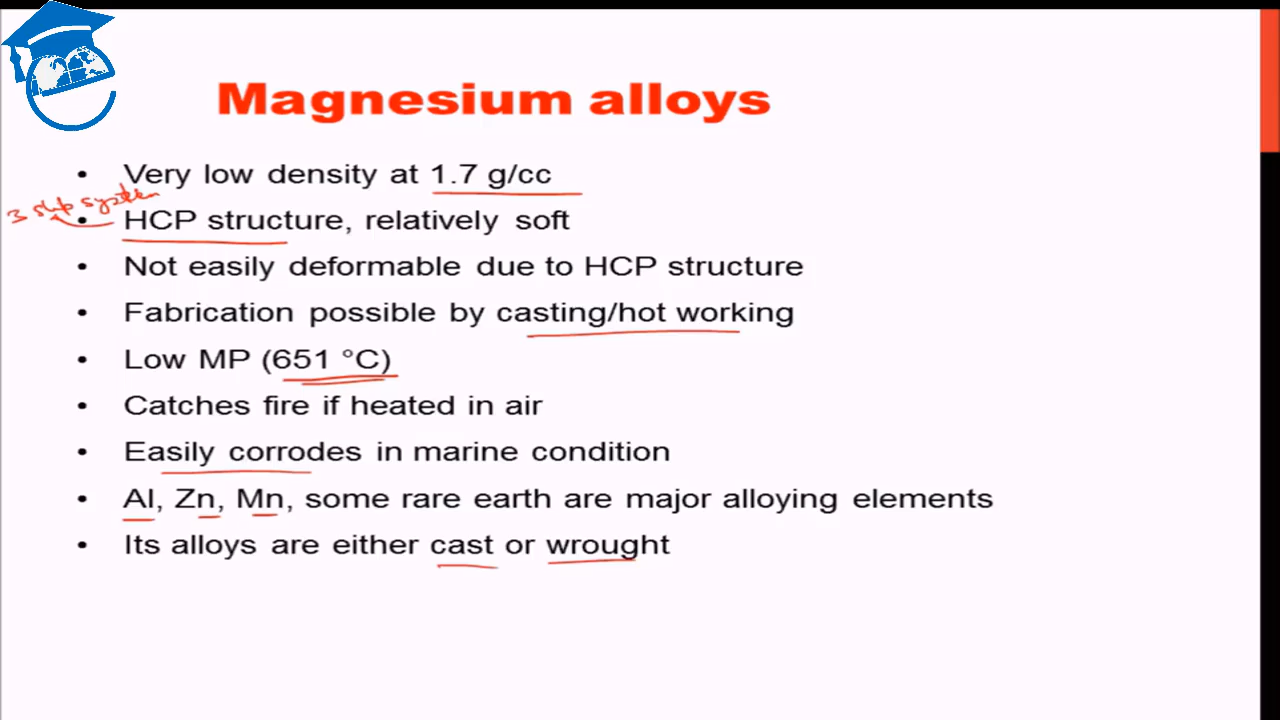 Magnesium alloys
• Very low density at 1.7 g/cc
3 slip system
• HCP structure, relatively soft
• Not easily deformable due to HCP structure
• Fabrication possible by casting/hot working
• Low MP (651 °C)
• Catches fire if heated in air
• Easily corrodes in marine condition
• Al, Zn, Mn, some rare earth are major alloying elements
• Its alloys are either cast or wrought